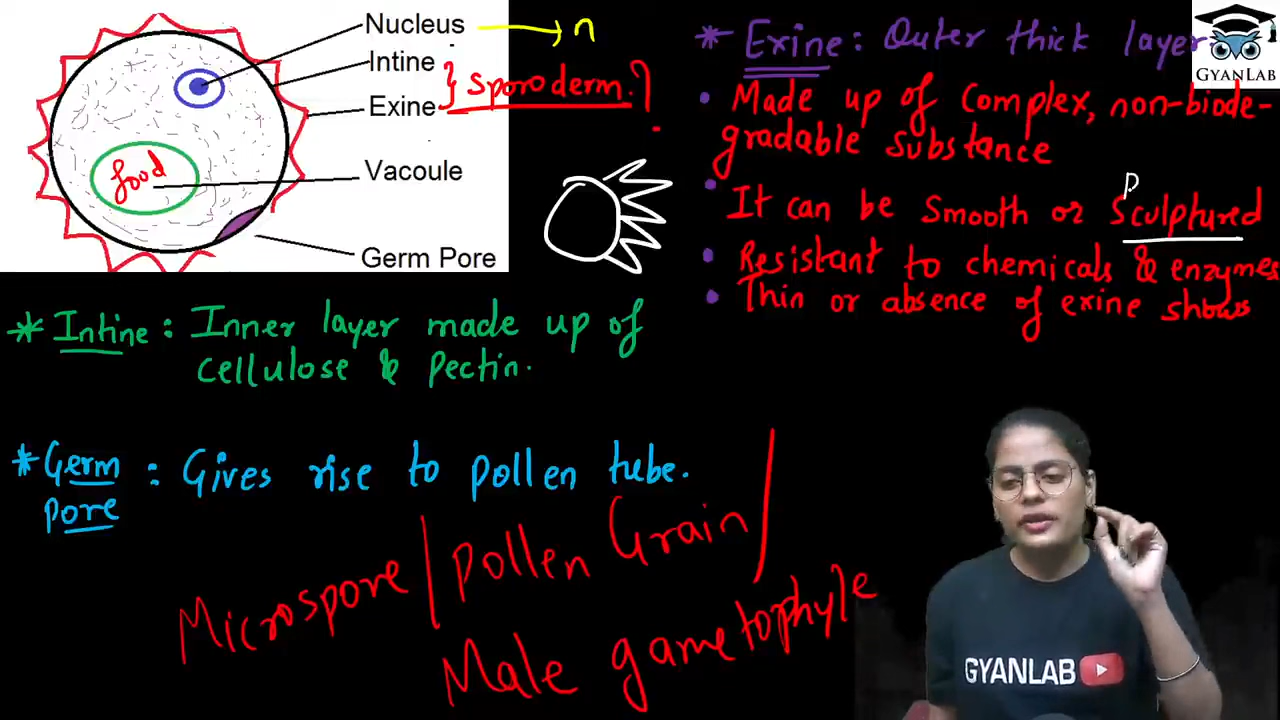 Nucleus → n
Intine
Exine
} Sporoderm. }
Vacoule
food
Germ Pore
* Exine: Outer thick layer
• Made up of Complex, non-biode-
gradable substance
• It can be smooth or sculptured
P
• Resistant to chemicals & enzymes
• Thin or absence of exine shows
* Intine: Inner layer made up of
cellulose & pectin.
* Germ pore : Gives rise to pollen tube.
Microspore / Pollen Grain /
Male gametophyle
GYANLAB
GYANLAB